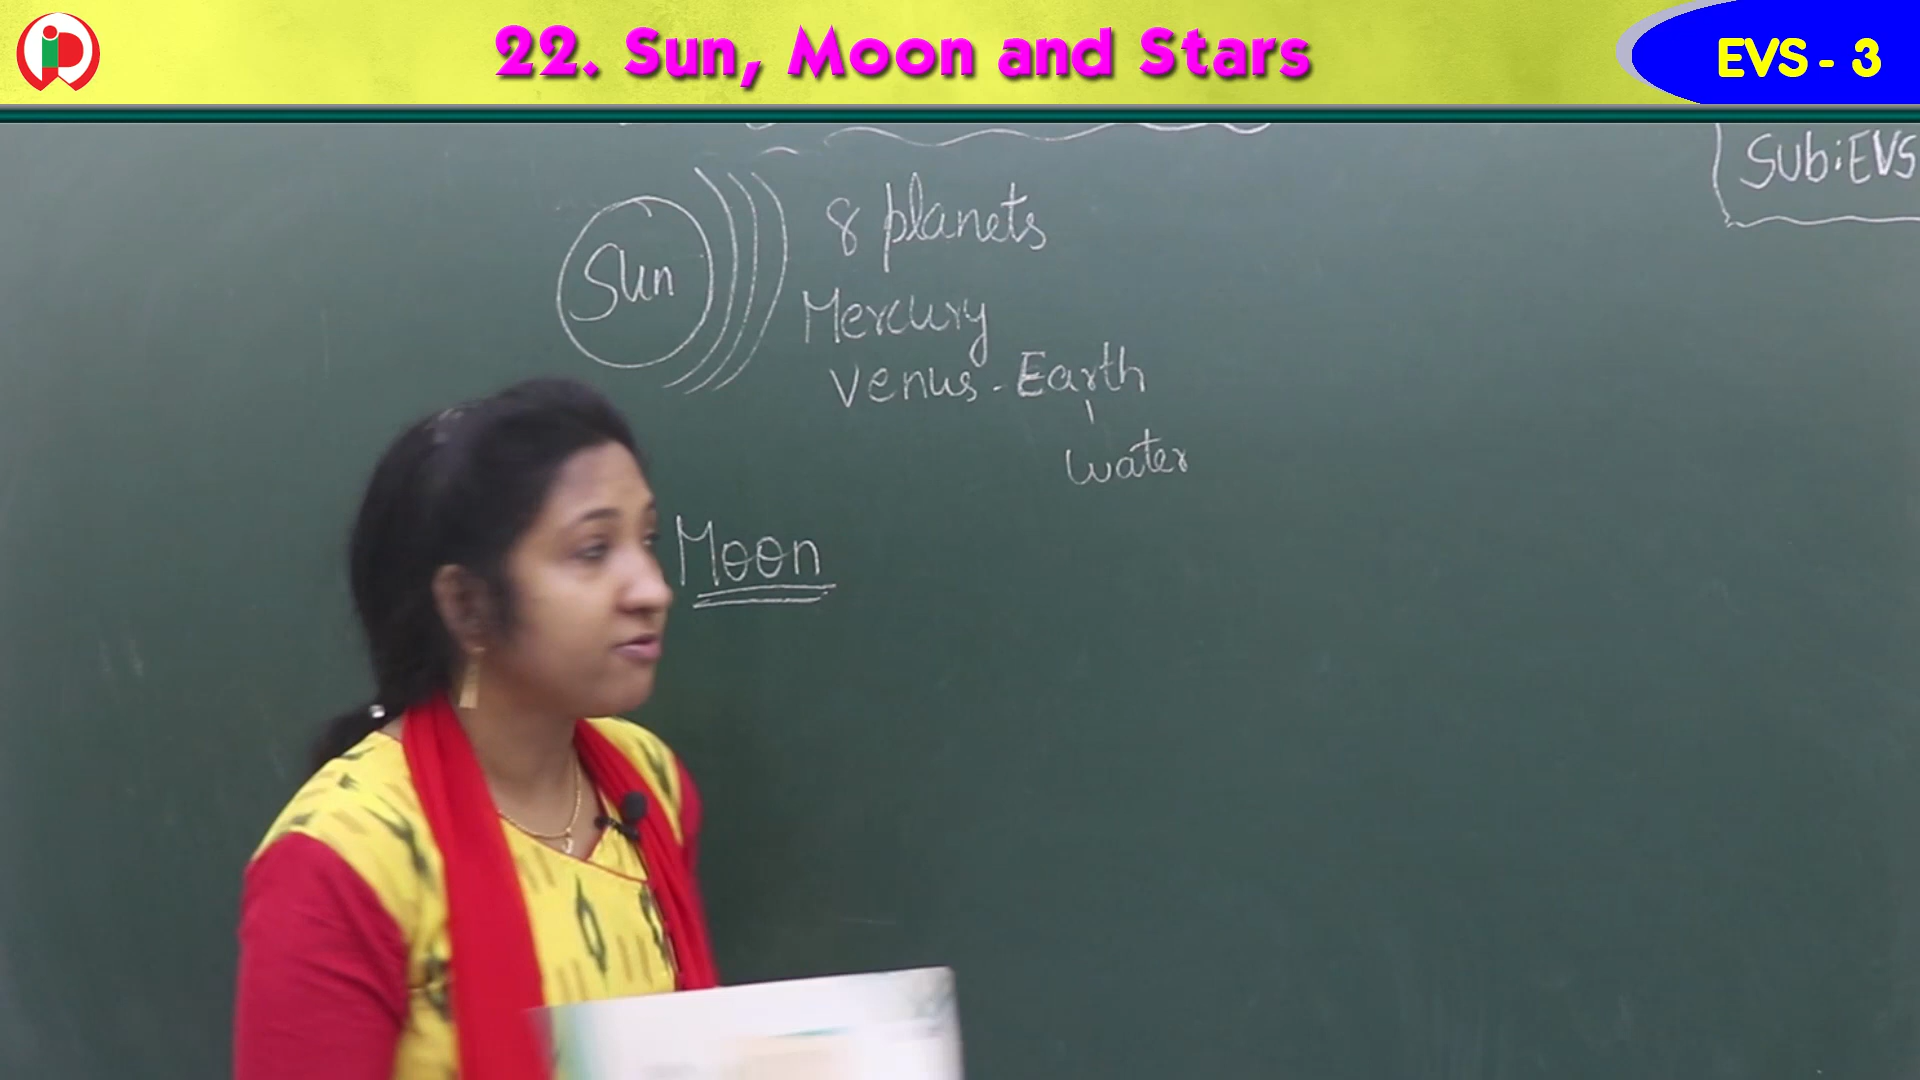 22. Sun, Moon and Stars
EVS - 3
Sub:EVS
Sun
8 planets
Mercury
Venus - Earth
water
Moon